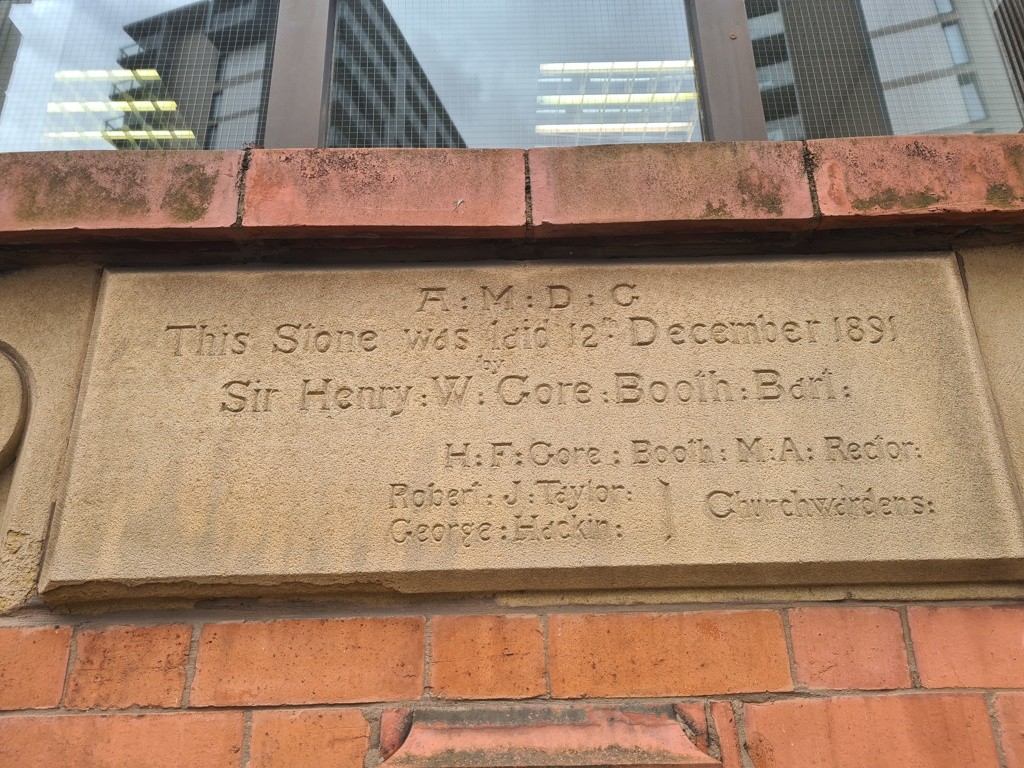 A:M:D:G
This Stone was laid 12th December 1891
by
Sir Henry:W:Gore:Booth:Bart:
H:F:Gore:Booth:M:A:Rector:
Robert:J:Taylor:
George:Hackin: } Churchwardens: